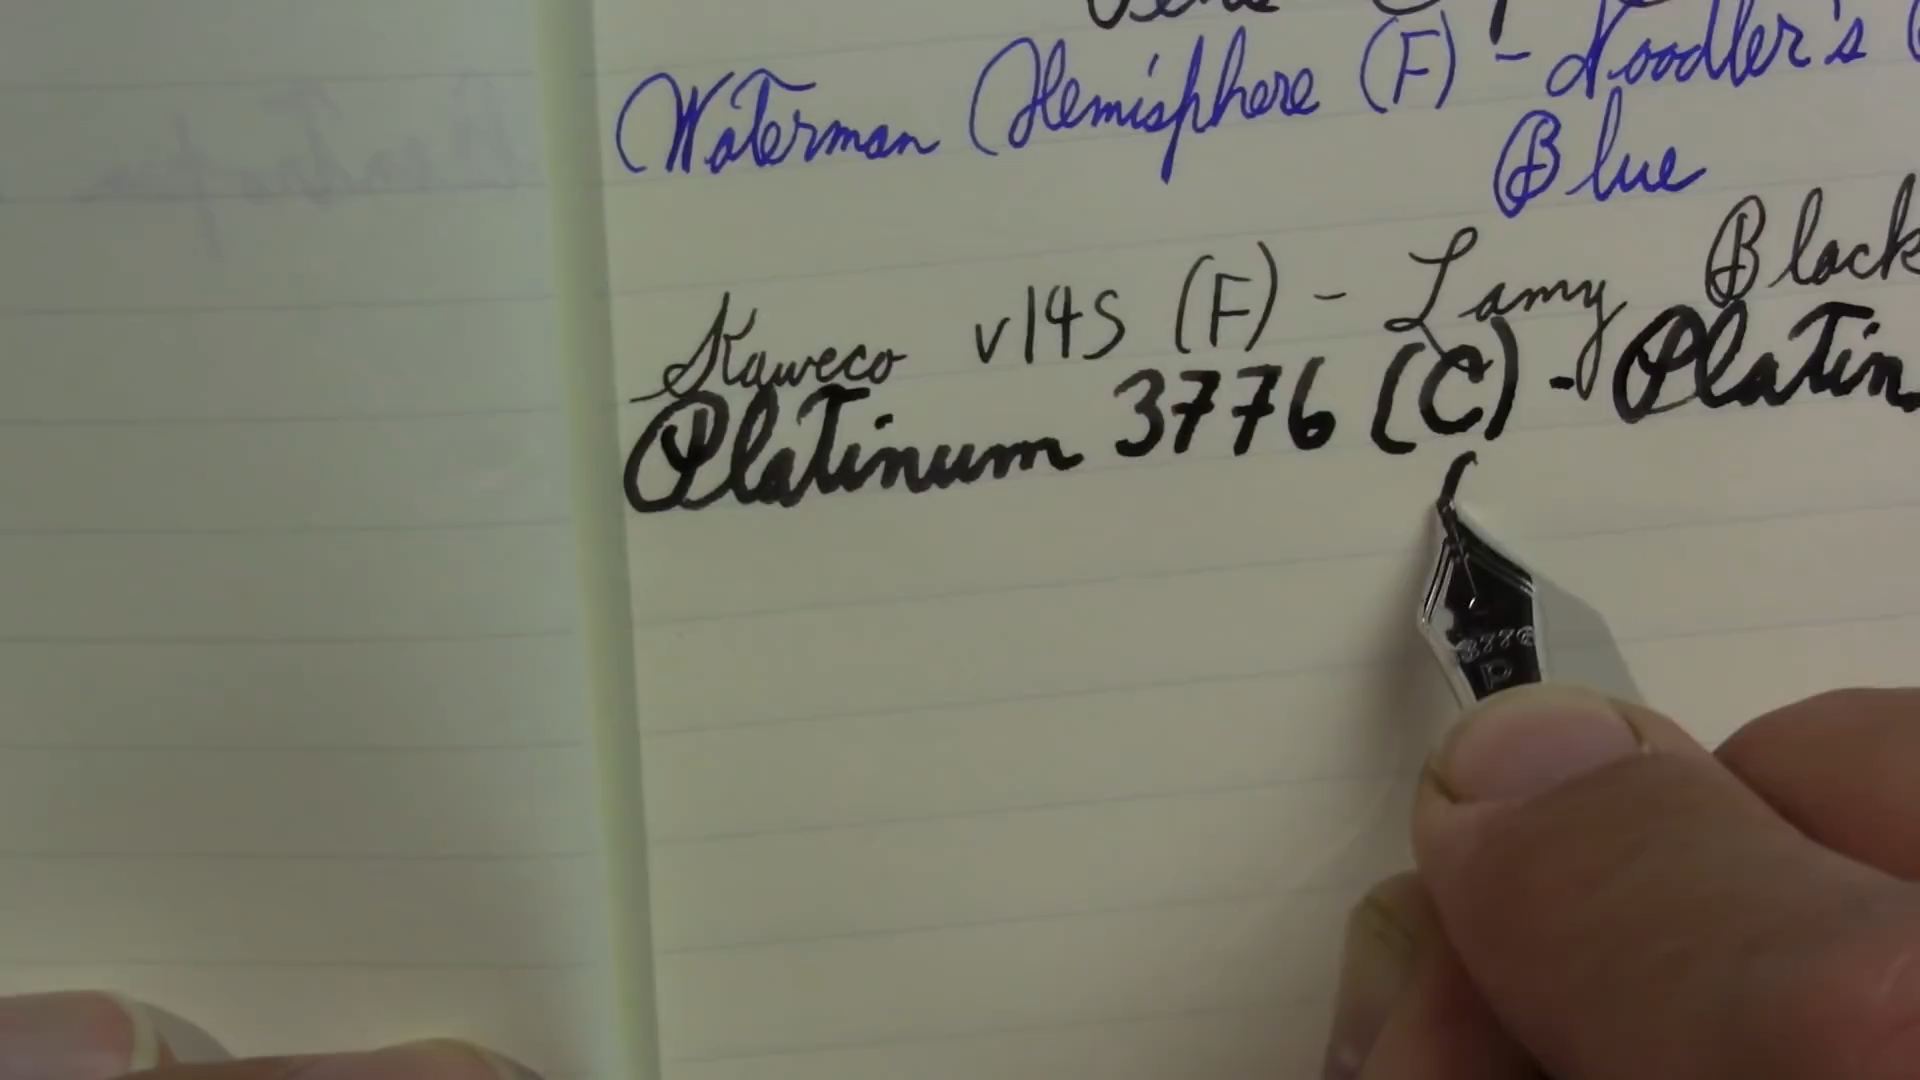 Waterman Hemisphere (F) - Noodler's
Blue
Kaweco v14S (F) - Lamy Black
Platinum 3776 (C) - Platin
3776
P